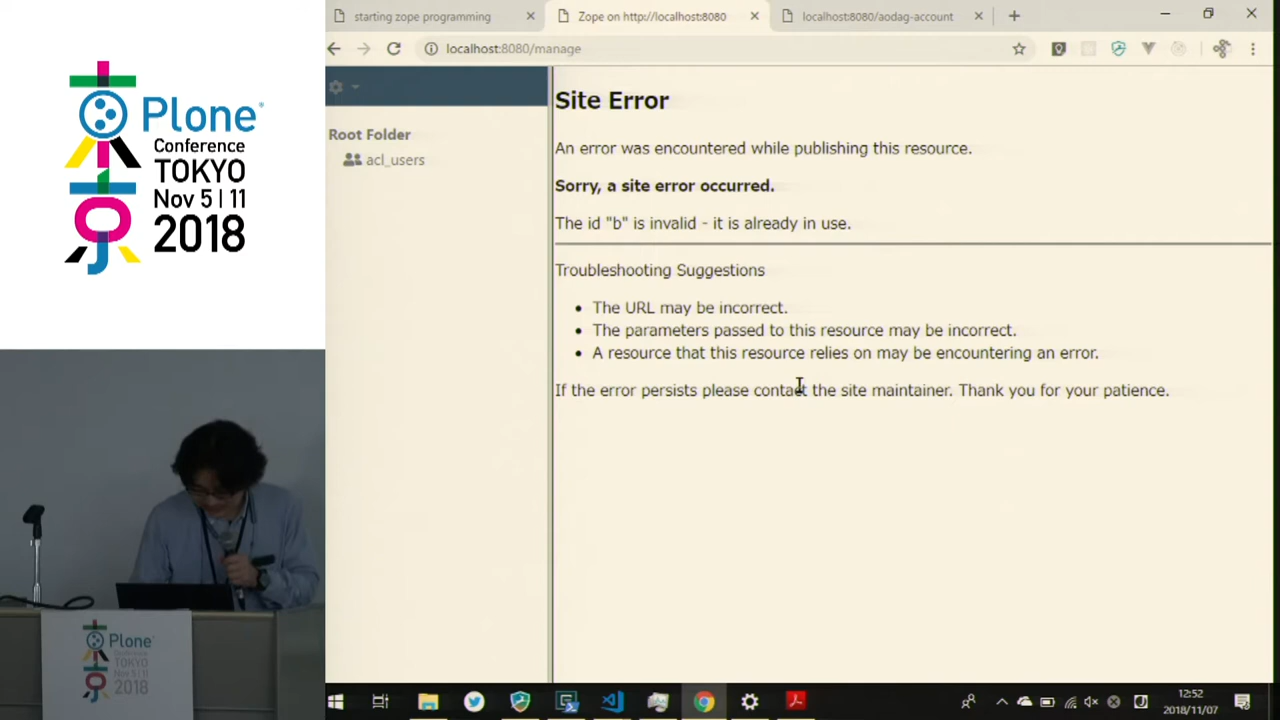 Plone
Conference
TOKYO
Nov 5 | 11
2018
starting zope programming
Zope on http://localhost:8080
localhost:8080/aodag-account
localhost:8080/manage
Root Folder
acl_users
Site Error
An error was encountered while publishing this resource.
Sorry, a site error occurred.
The id "b" is invalid - it is already in use.
Troubleshooting Suggestions
• The URL may be incorrect.
• The parameters passed to this resource may be incorrect.
• A resource that this resource relies on may be encountering an error.
If the error persists please contact the site maintainer. Thank you for your patience.
12:52
2018/11/07
Plone
Conference
TOKYO
Nov 5 | 11
2018